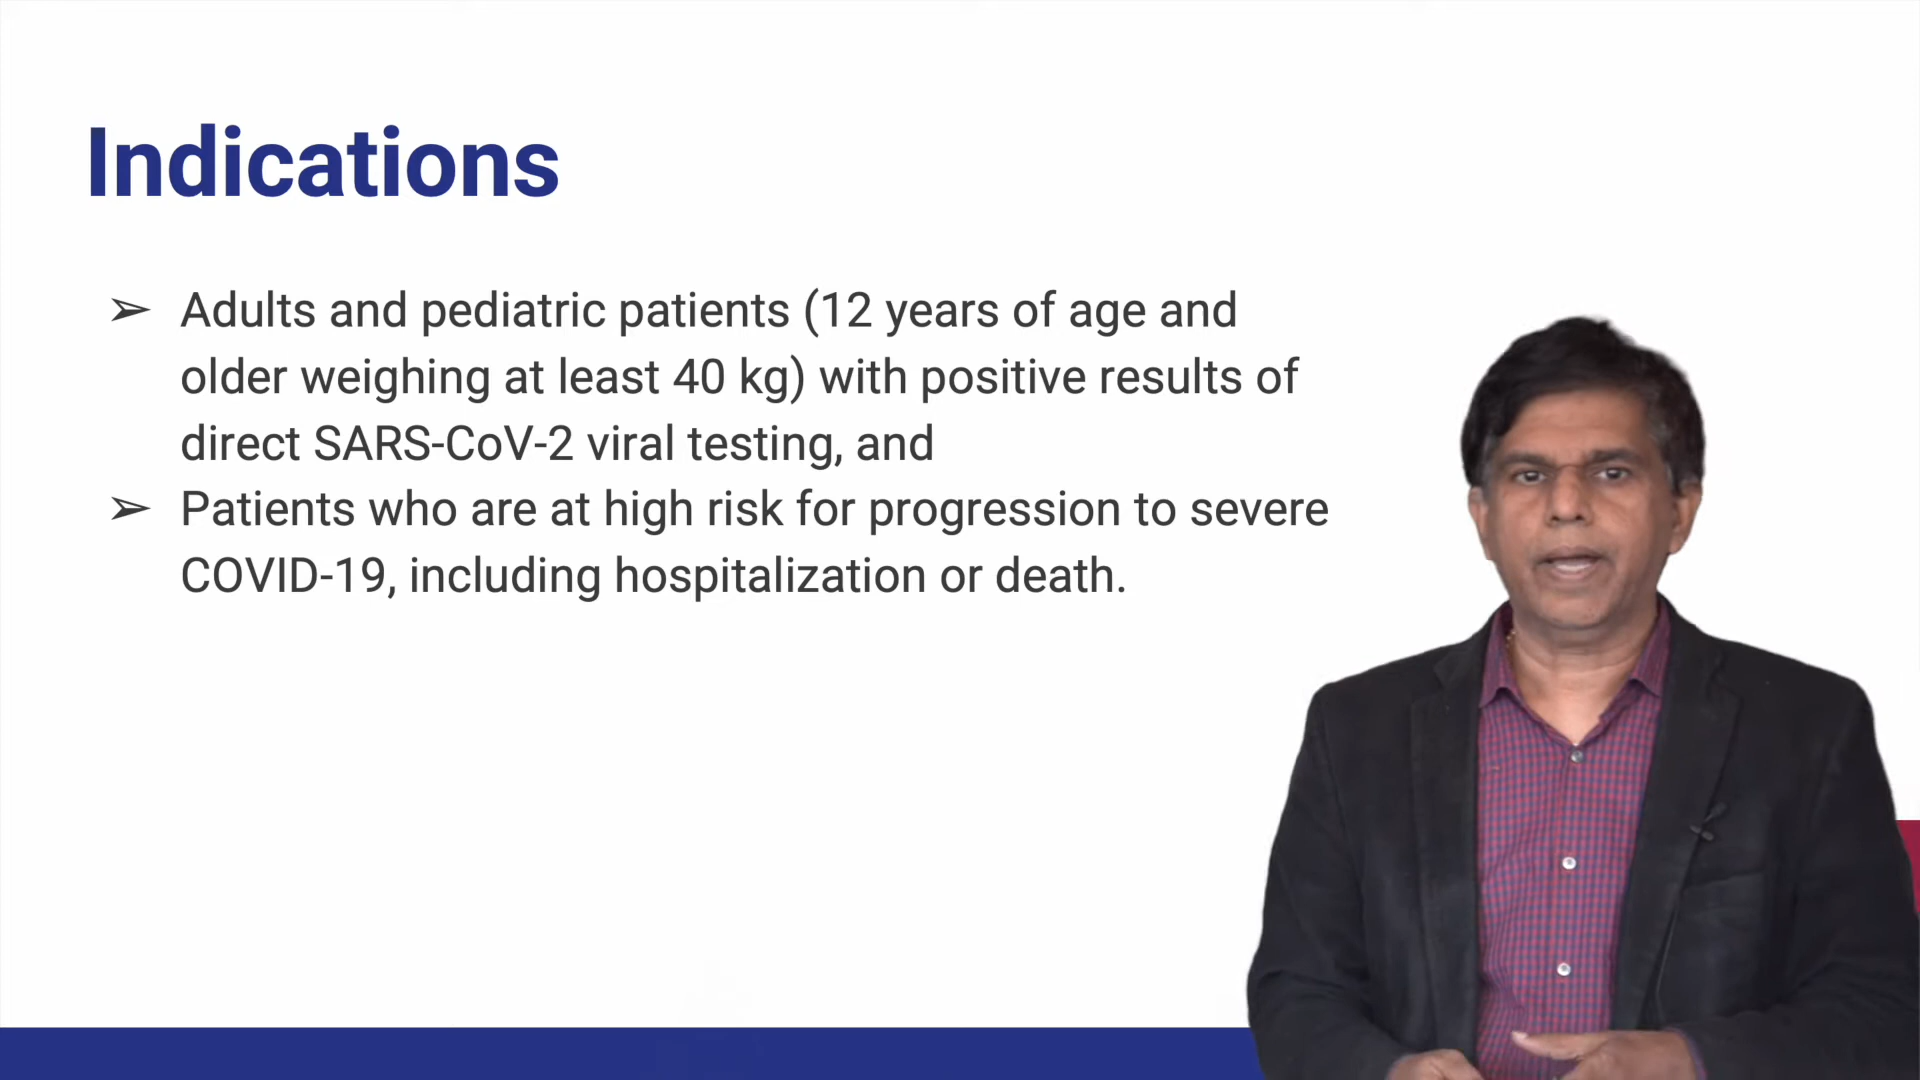 Indications
➢ Adults and pediatric patients (12 years of age and
older weighing at least 40 kg) with positive results of
direct SARS-CoV-2 viral testing, and
➢ Patients who are at high risk for progression to severe
COVID-19, including hospitalization or death.